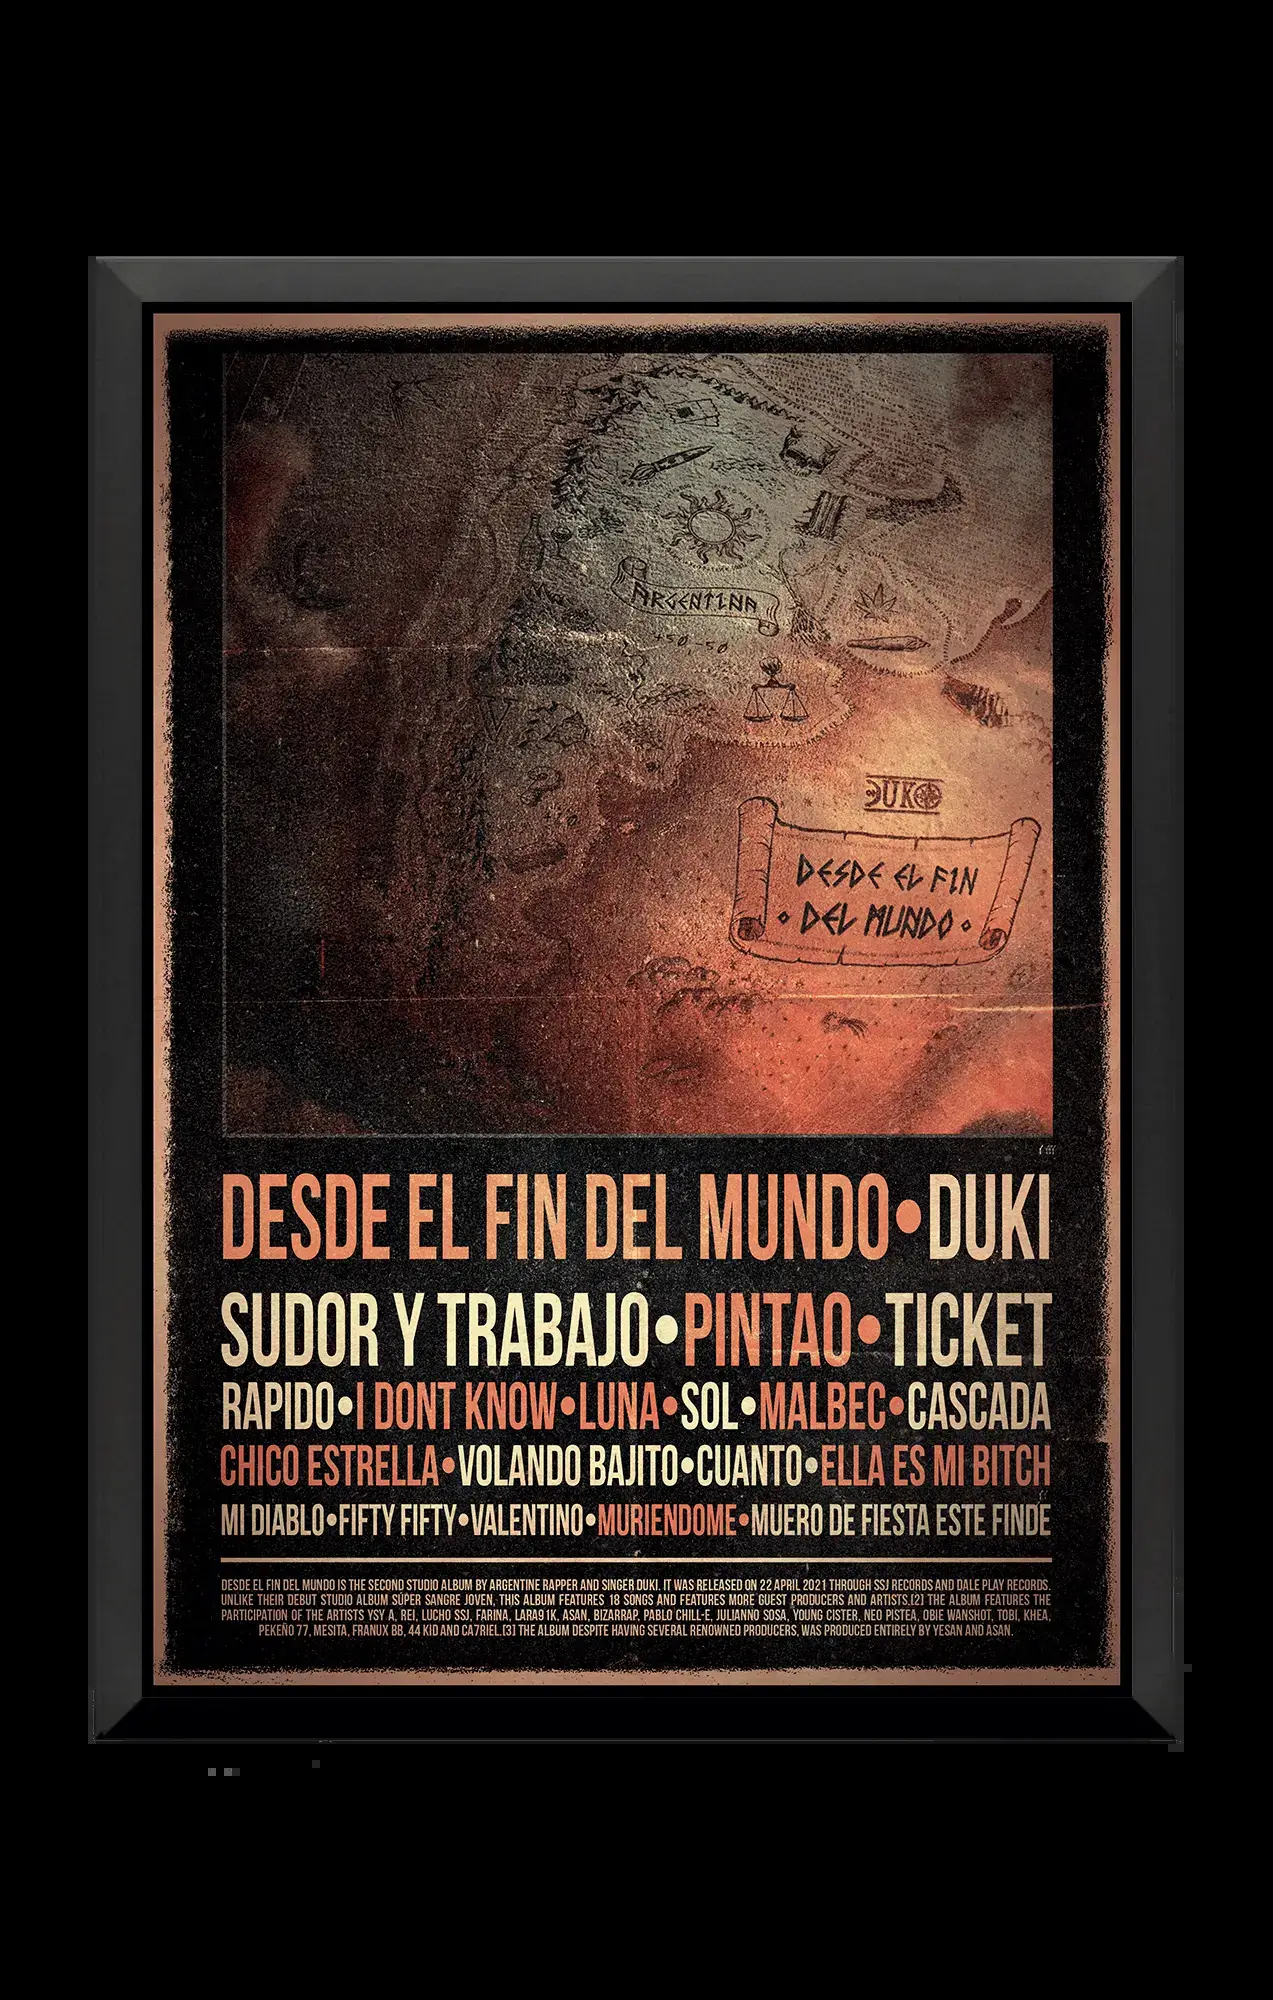 ARGENTINA
+50 -50
DUKO
DESDE EL FIN
DEL MUNDO
DESDE EL FIN DEL MUNDO•DUKI
SUDOR Y TRABAJO•PINTAO•TICKET
RAPIDO•I DONT KNOW•LUNA•SOL•MALBEC•CASCADA
CHICO ESTRELLA•VOLANDO BAJITO•CUANTO•ELLA ES MI BITCH
MI DIABLO•FIFTY FIFTY•VALENTINO•MURIENDOME•MUERO DE FIESTA ESTE FINDE
DESDE EL FIN DEL MUNDO IS THE SECOND STUDIO ALBUM BY ARGENTINE RAPPER AND SINGER DUKI. IT WAS RELEASED ON 22 APRIL 2021 THROUGH SSJ RECORDS AND DALE PLAY RECORDS.
UNLIKE THEIR DEBUT STUDIO ALBUM SÚPER SANGRE JOVEN, THIS ALBUM FEATURES 18 SONGS AND FEATURES MORE GUEST PRODUCERS AND ARTISTS.[2] THE ALBUM FEATURES THE
PARTICIPATION OF THE ARTISTS YSY A, REI, LUCHO SSJ, FARINA, LARA91K, ASAN, BIZARRAP, PABLO CHILL-E, JULIANNO SOSA, YOUNG CISTER, NEO PISTEA, OBIE WANSHOT, TOBI, KHEA,
PEKEÑO 77, MESITA, FRANUX BB, 44 KID AND CA7RIEL.[3] THE ALBUM DESPITE HAVING SEVERAL RENOWNED PRODUCERS, WAS PRODUCED ENTIRELY BY YESAN AND ASAN.